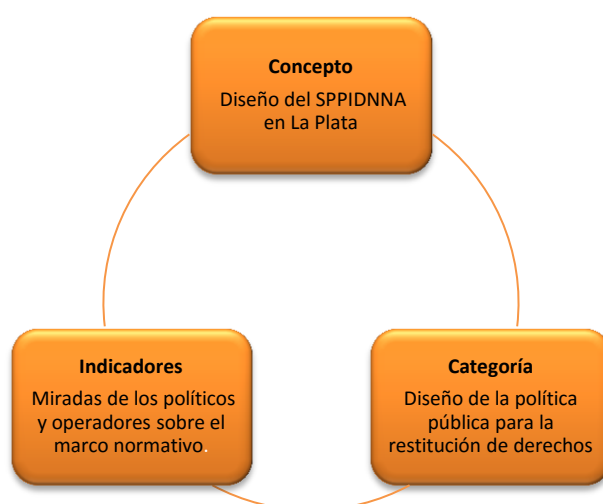 Concepto
Diseño del SPPIDNNA
en La Plata
Indicadores
Miradas de los políticos
y operadores sobre el
marco normativo.
Categoría
Diseño de la política
pública para la
restitución de derechos